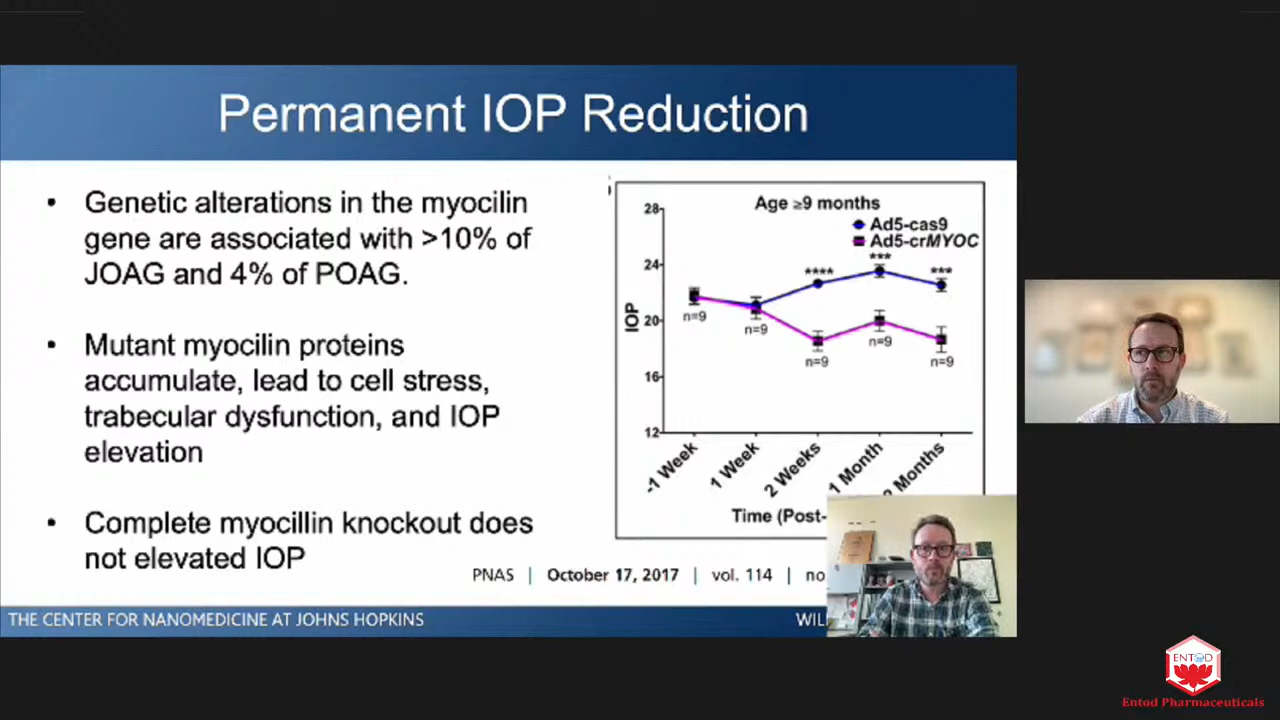 Permanent IOP Reduction
• Genetic alterations in the myocilin
gene are associated with >10% of
JOAG and 4% of POAG.
• Mutant myocilin proteins
accumulate, lead to cell stress,
trabecular dysfunction, and IOP
elevation
• Complete myocillin knockout does
not elevated IOP
Age ≥9 months
Ad5-cas9
Ad5-crMYOC
28
24
20
16
12
IOP
**** *** ***
n=9 n=9 n=9 n=9 n=9
-1 Week 1 Week 2 Weeks 1 Month Months
Time (Post-
PNAS | October 17, 2017 | vol. 114 | no
THE CENTER FOR NANOMEDICINE AT JOHNS HOPKINS
ENTOD
Entod Pharmaceuticals